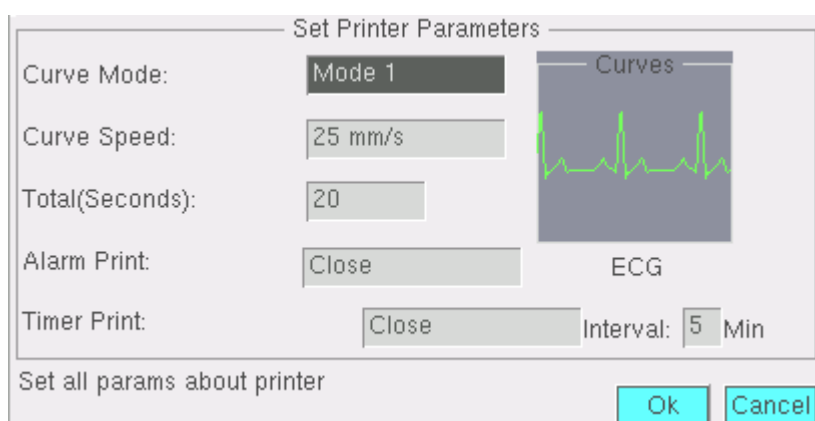 Set Printer Parameters
Curve Mode: Mode 1
Curves
Curve Speed: 25 mm/s
Total(Seconds): 20
Alarm Print: Close
ECG
Timer Print: Close Interval: 5 Min
Set all params about printer
Ok Cancel